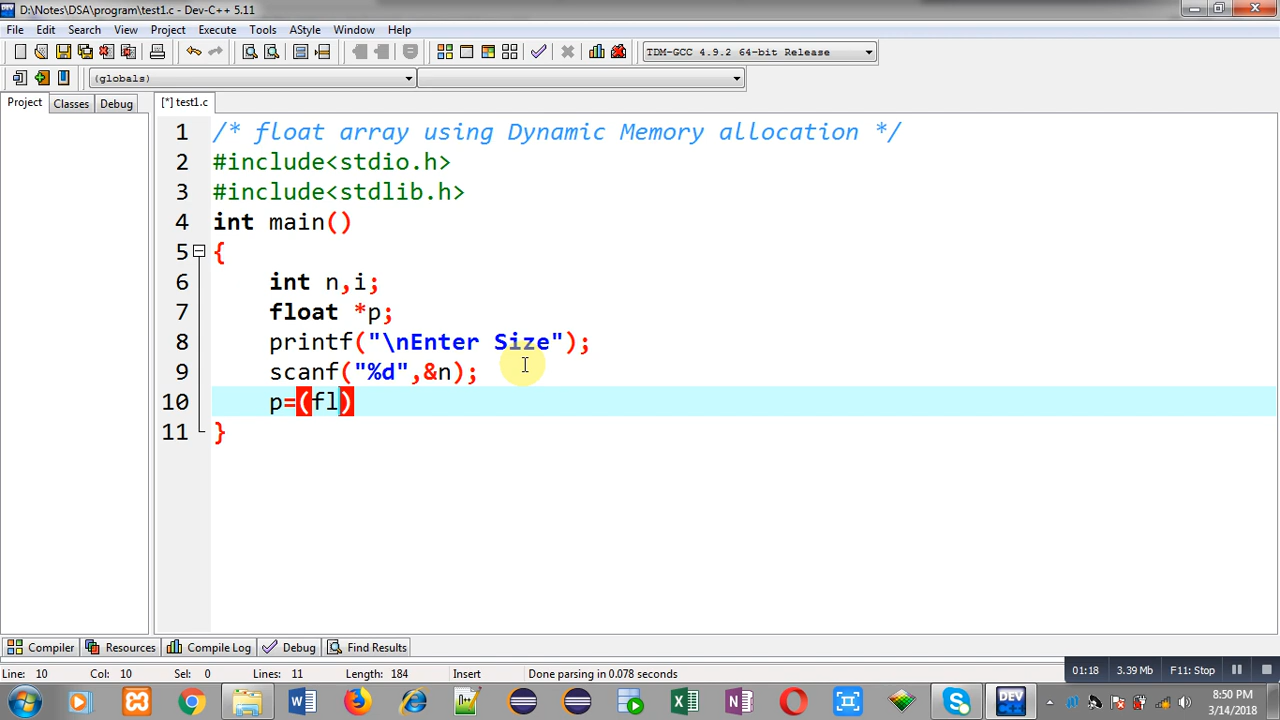 D:\Notes\DSA\program\test1.c - Dev-C++ 5.11
File Edit Search View Project Execute Tools AStyle Window Help
TDM-GCC 4.9.2 64-bit Release
(globals)
Project Classes Debug
[*] test1.c
1 /* float array using Dynamic Memory allocation */
2 #include<stdio.h>
3 #include<stdlib.h>
4 int main()
5 {
6 int n,i;
7 float *p;
8 printf("\nEnter Size");
9 scanf("%d",&n);
10 p=(fl)
11 }
Compiler Resources Compile Log Debug Find Results
Line: 10 Col: 10 Sel: 0 Lines: 11 Length: 184 Insert Done parsing in 0.078 seconds
01:18 3.39 Mb F11: Stop
DEV
8:50 PM
3/14/2018